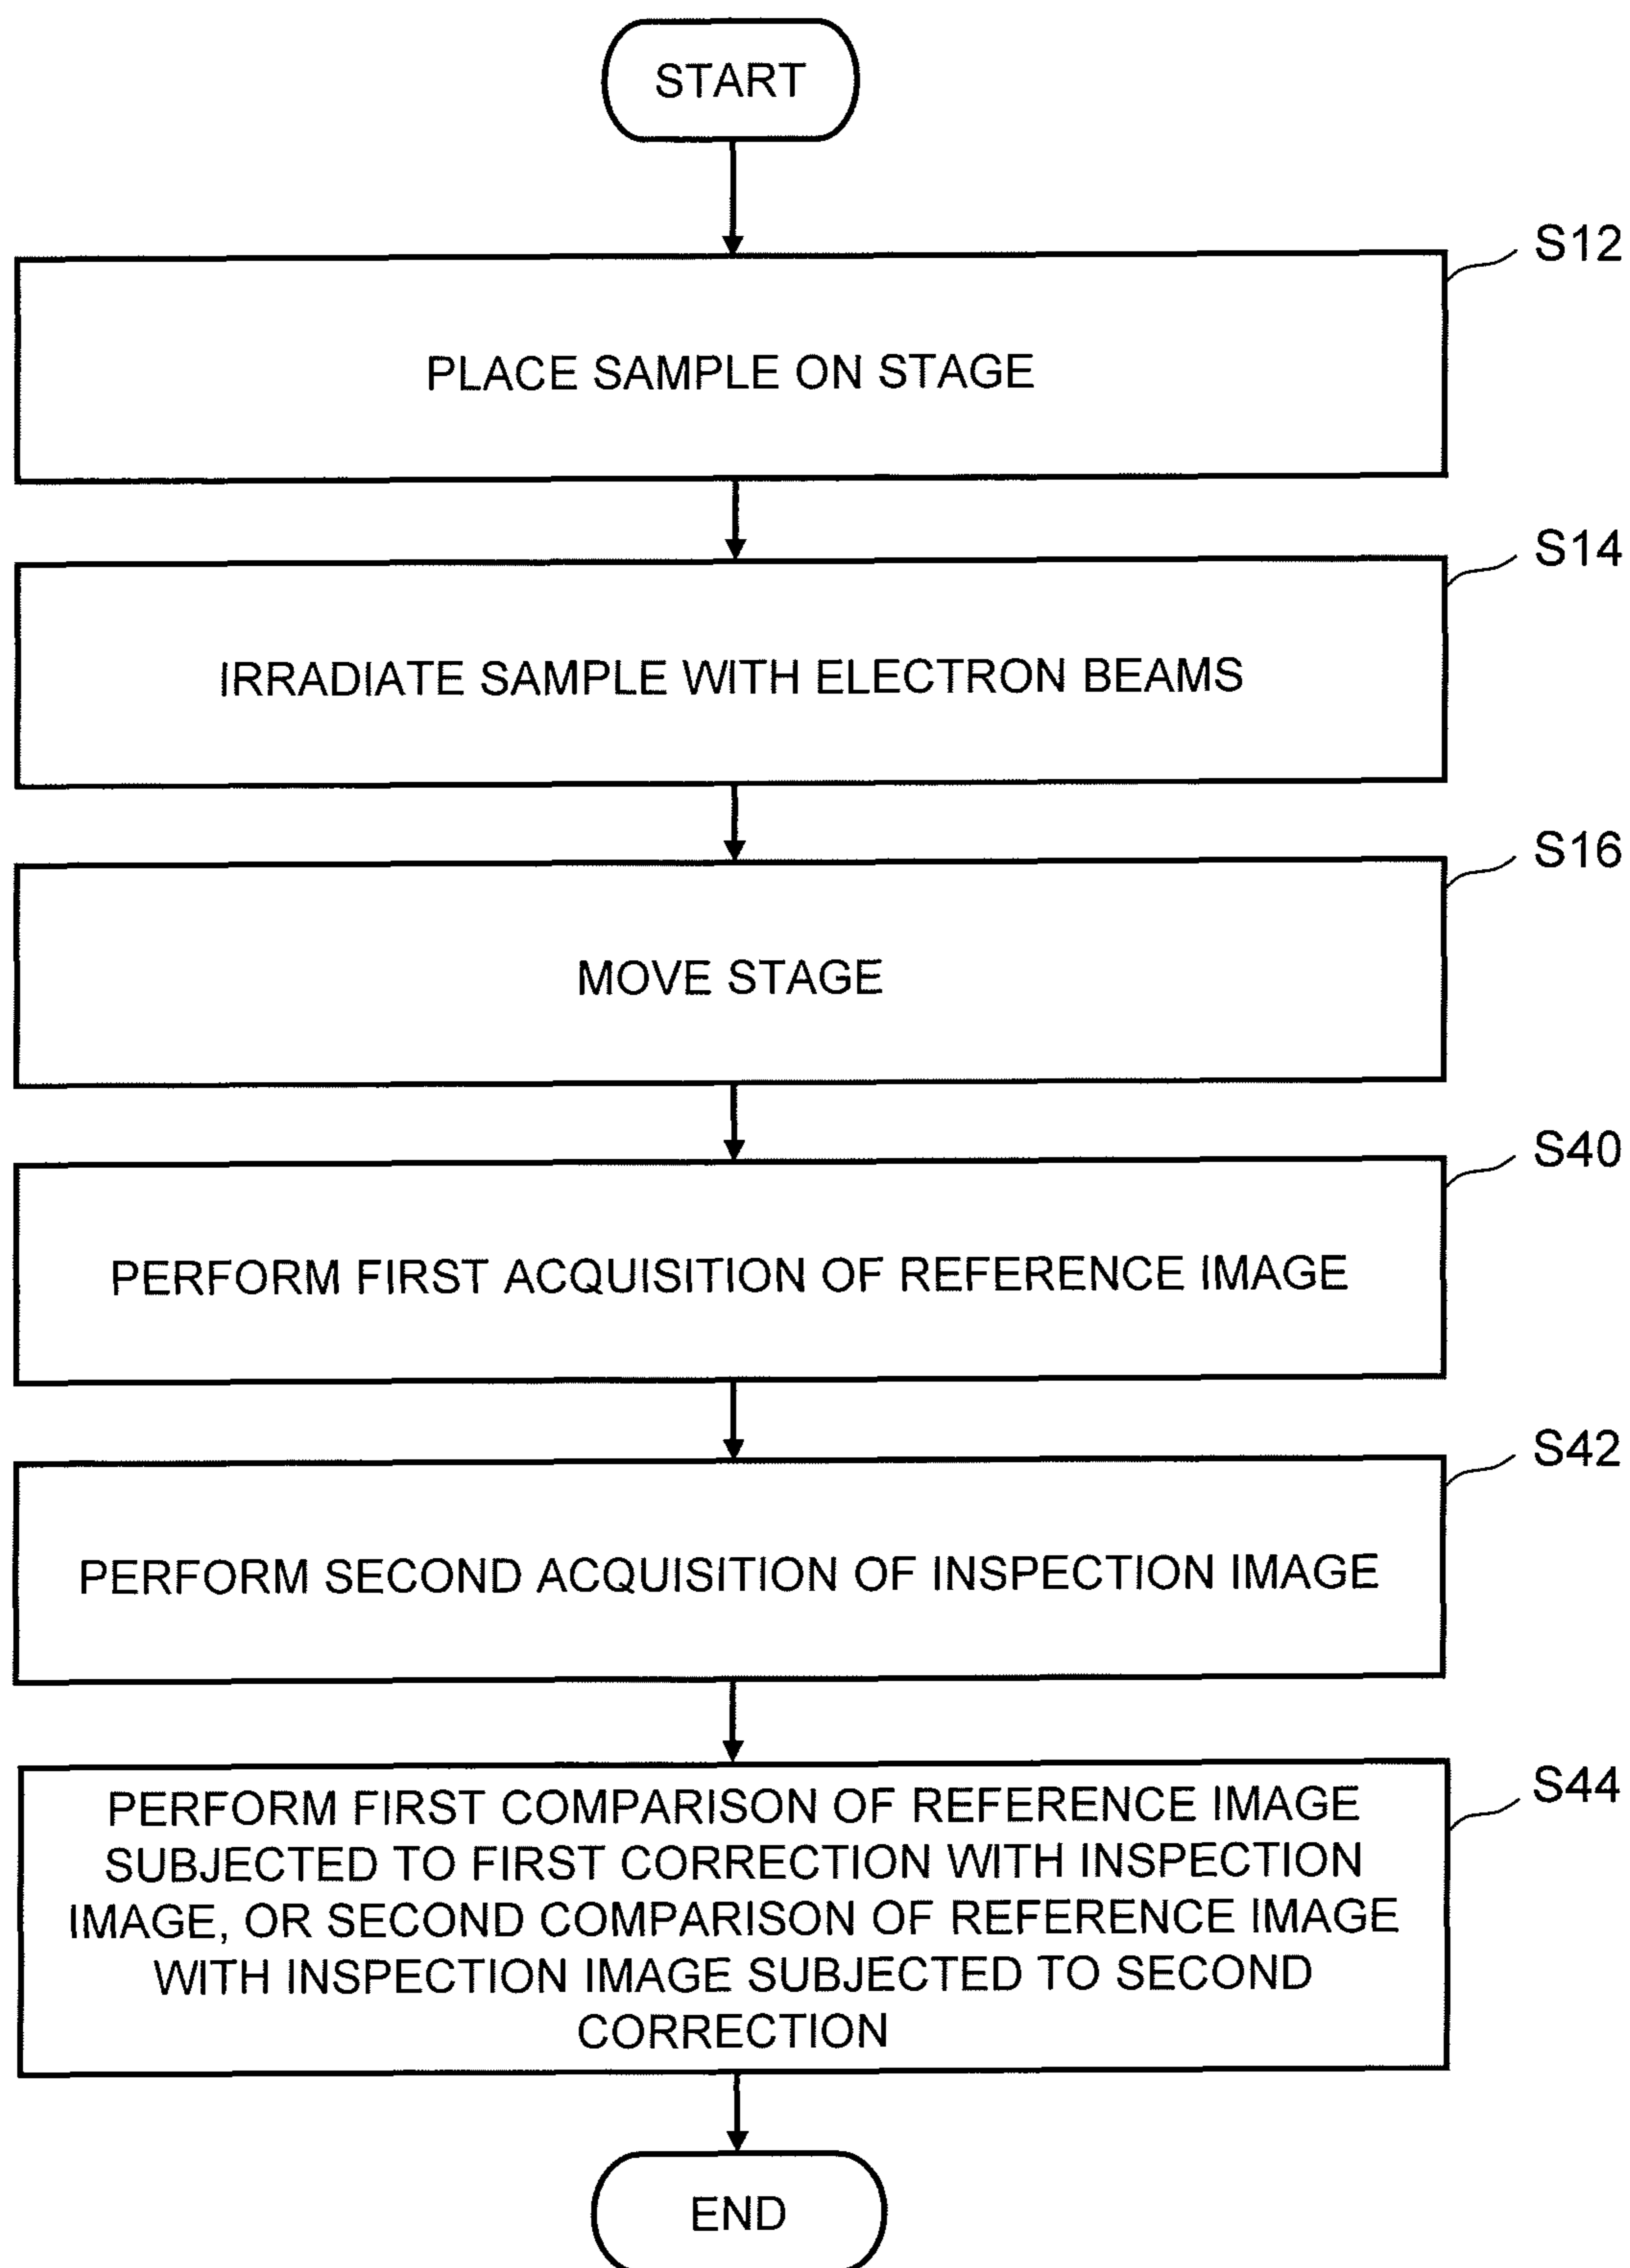 START
S12
PLACE SAMPLE ON STAGE
S14
IRRADIATE SAMPLE WITH ELECTRON BEAMS
S16
MOVE STAGE
S40
PERFORM FIRST ACQUISITION OF REFERENCE IMAGE
S42
PERFORM SECOND ACQUISITION OF INSPECTION IMAGE
S44
PERFORM FIRST COMPARISON OF REFERENCE IMAGE
SUBJECTED TO FIRST CORRECTION WITH INSPECTION
IMAGE, OR SECOND COMPARISON OF REFERENCE IMAGE
WITH INSPECTION IMAGE SUBJECTED TO SECOND
CORRECTION
END